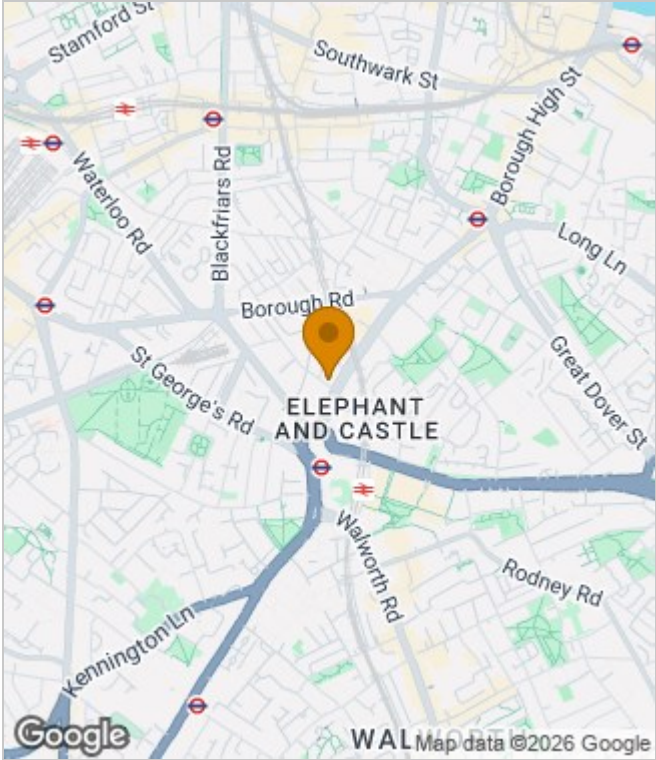 Stamford St
Southwark St
Borough High St
Waterloo Rd
Blackfriars Rd
Long Ln
Borough Rd
St George's Rd
Great Dover St
ELEPHANT
AND CASTLE
Walworth Rd
Rodney Rd
Kennington Ln
Google
WAL
Map data ©2026 Google